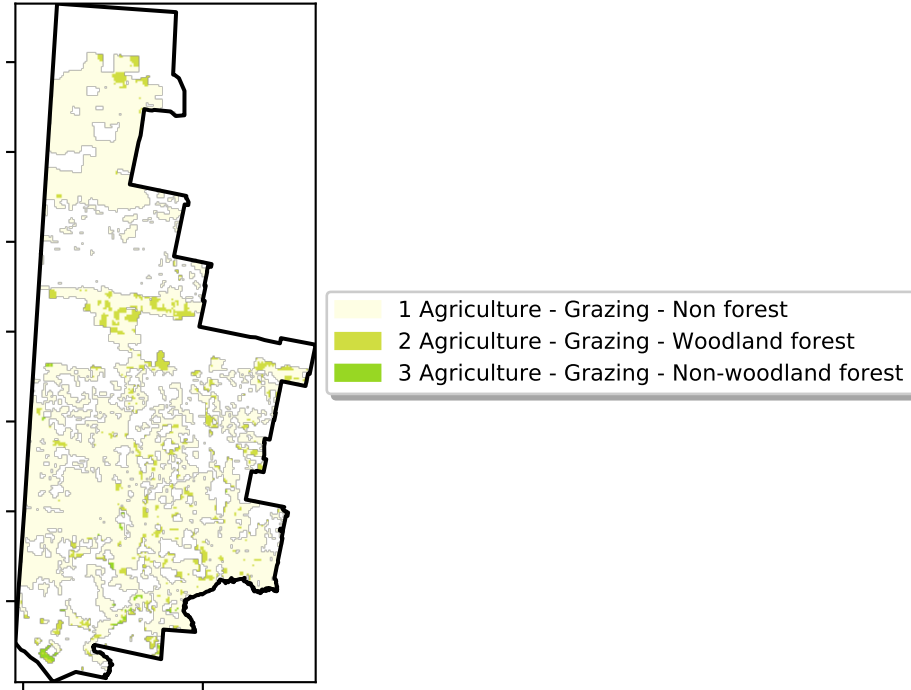 1 Agriculture - Grazing - Non forest
2 Agriculture - Grazing - Woodland forest
3 Agriculture - Grazing - Non-woodland forest